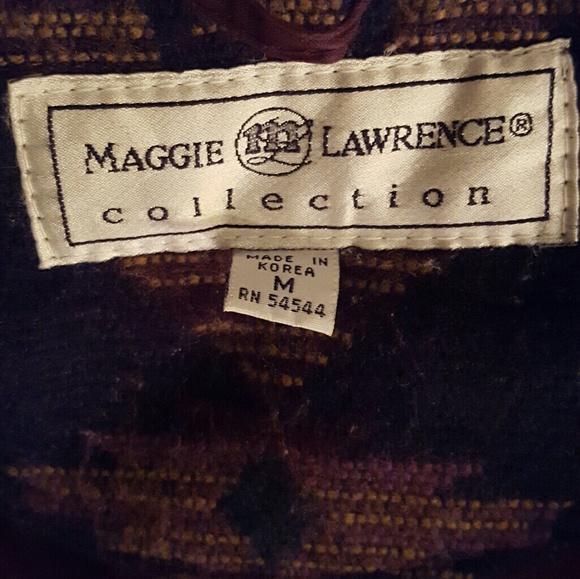 MAGGIE LAWRENCE®
collection
MADE IN
KOREA
M
RN 54544